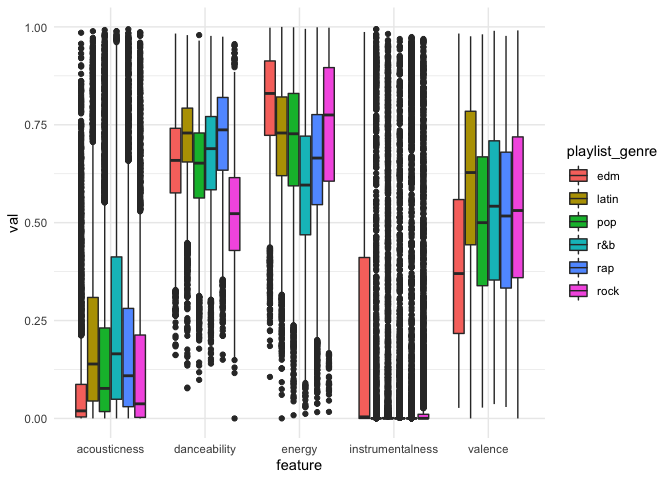 1.00
0.75
0.50
0.25
0.00
val
acousticness danceability energy instrumentalness valence
feature
playlist_genre
edm
latin
pop
r&b
rap
rock